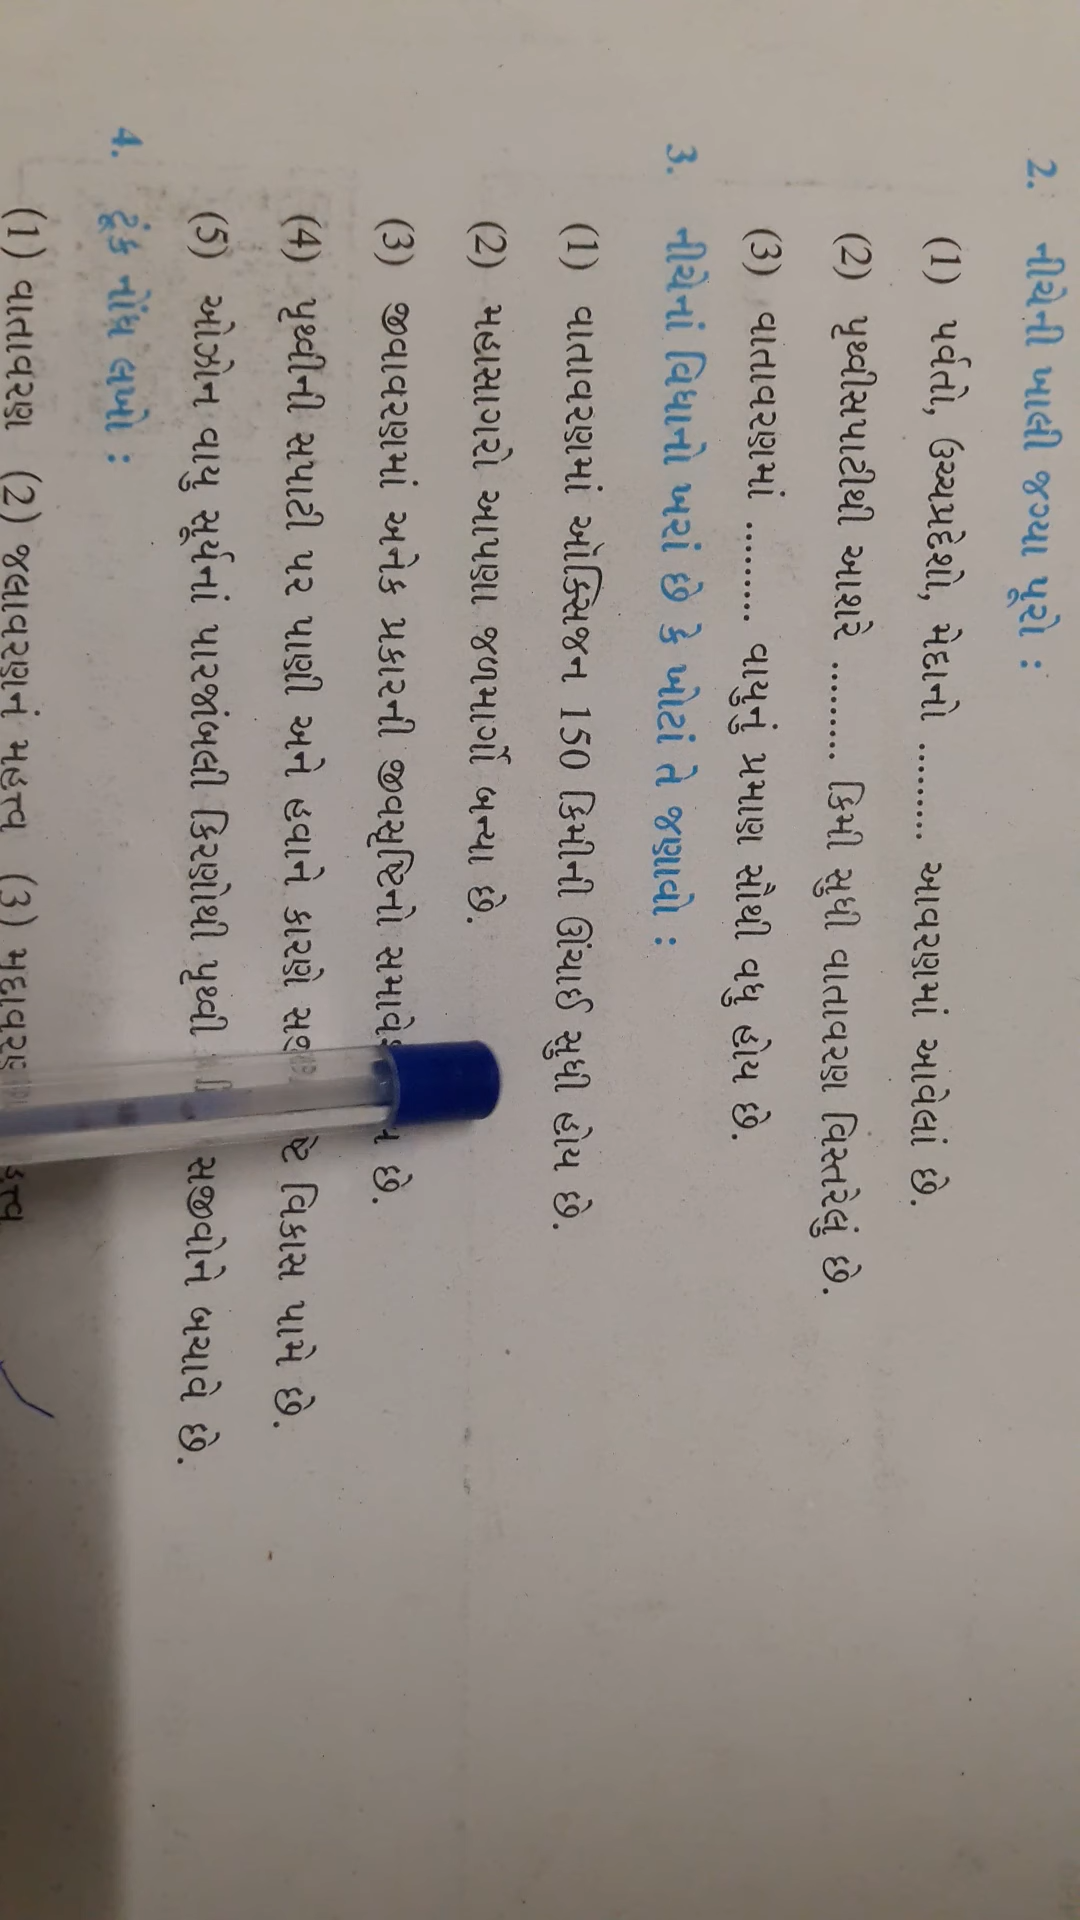 2. નીચેની ખાલી જગ્યા પૂરો :
(1) પર્વતો, ઉચ્ચપ્રદેશો, મેદાનો ......... આવરણમાં આવેલાં છે.
(2) પૃથ્વીસપાટીથી આશરે .......... કિમી સુધી વાતાવરણ વિસ્તરેલું છે.
(3) વાતાવરણમાં .......... વાયુનું પ્રમાણ સૌથી વધુ હોય છે.
3. નીચેનાં વિધાનો ખરાં છે કે ખોટાં તે જણાવો :
(1) વાતાવરણમાં ઑક્સિજન 150 કિમીની ઊંચાઈ સુધી હોય છે.
(2) મહાસાગરો આપણા જળમાર્ગો બન્યા છે.
(3) જીવાવરણમાં અનેક પ્રકારની જીવસૃષ્ટિનો છે.
(4) પૃથ્વીની સપાટી પર પાણી અને હવાને કારણે વિકાસ પામે છે.
(5) ઓઝોન વાયુ સૂર્યનાં પારજાંબલી કિરણોથી પૃથ્વી સજીવોને બચાવે છે.
4. ટૂંક નોંધ લખો :
(1) વાતાવરણ (2) જલાવરણનું મહત્ત્વ (3)